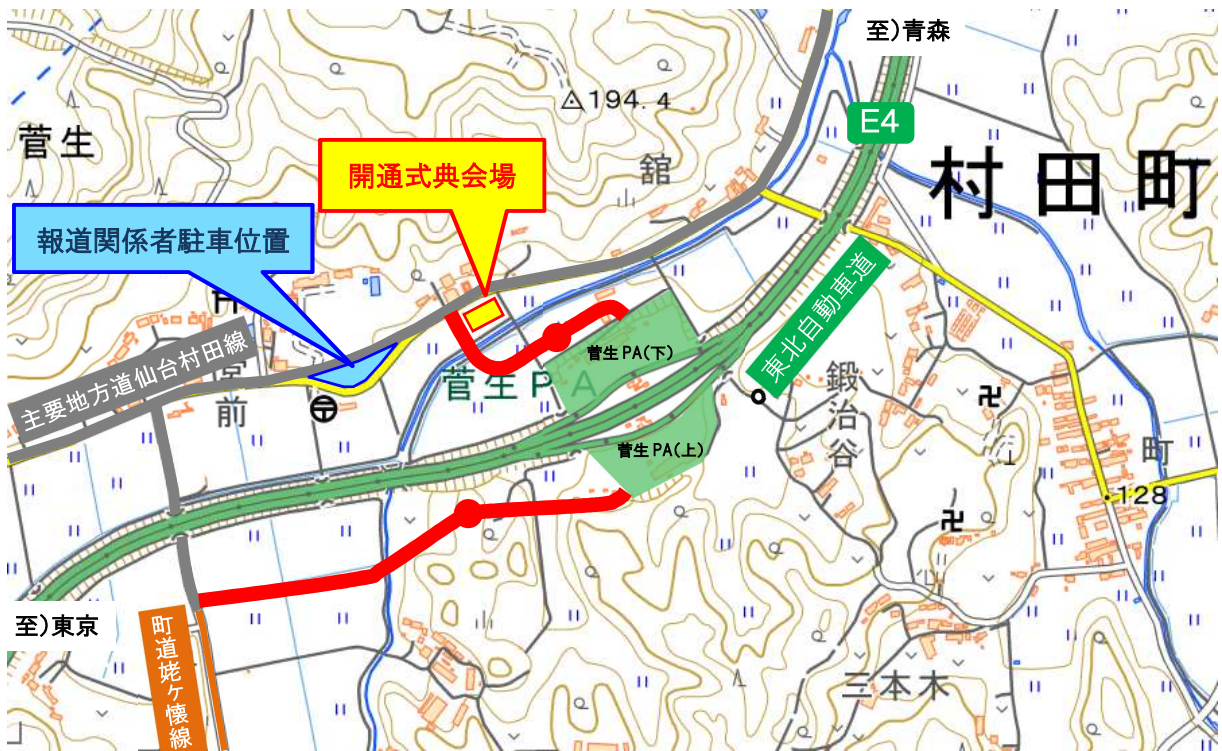 至)青森
194.4
E4
菅生
開通式典会場
舘
村田町
報道関係者駐車位置
東北自動車道
菅生PA(下)
主要地方道仙台村田線
宮前
菅生PA
鍛治谷
菅生PA(上)
町
128
至)東京
町道姥ヶ懐線
三本木